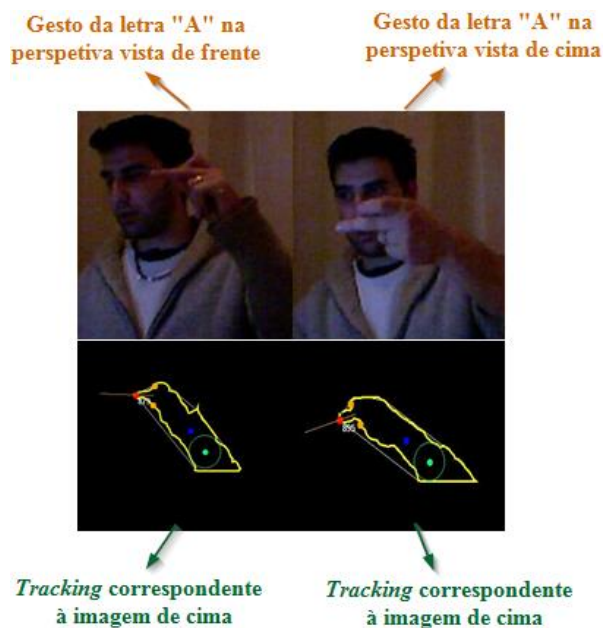 Gesto da letra "A" na
perspetiva vista de frente
Gesto da letra "A" na
perspetiva vista de cima
895
Tracking correspondente
à imagem de cima
Tracking correspondente
à imagem de cima